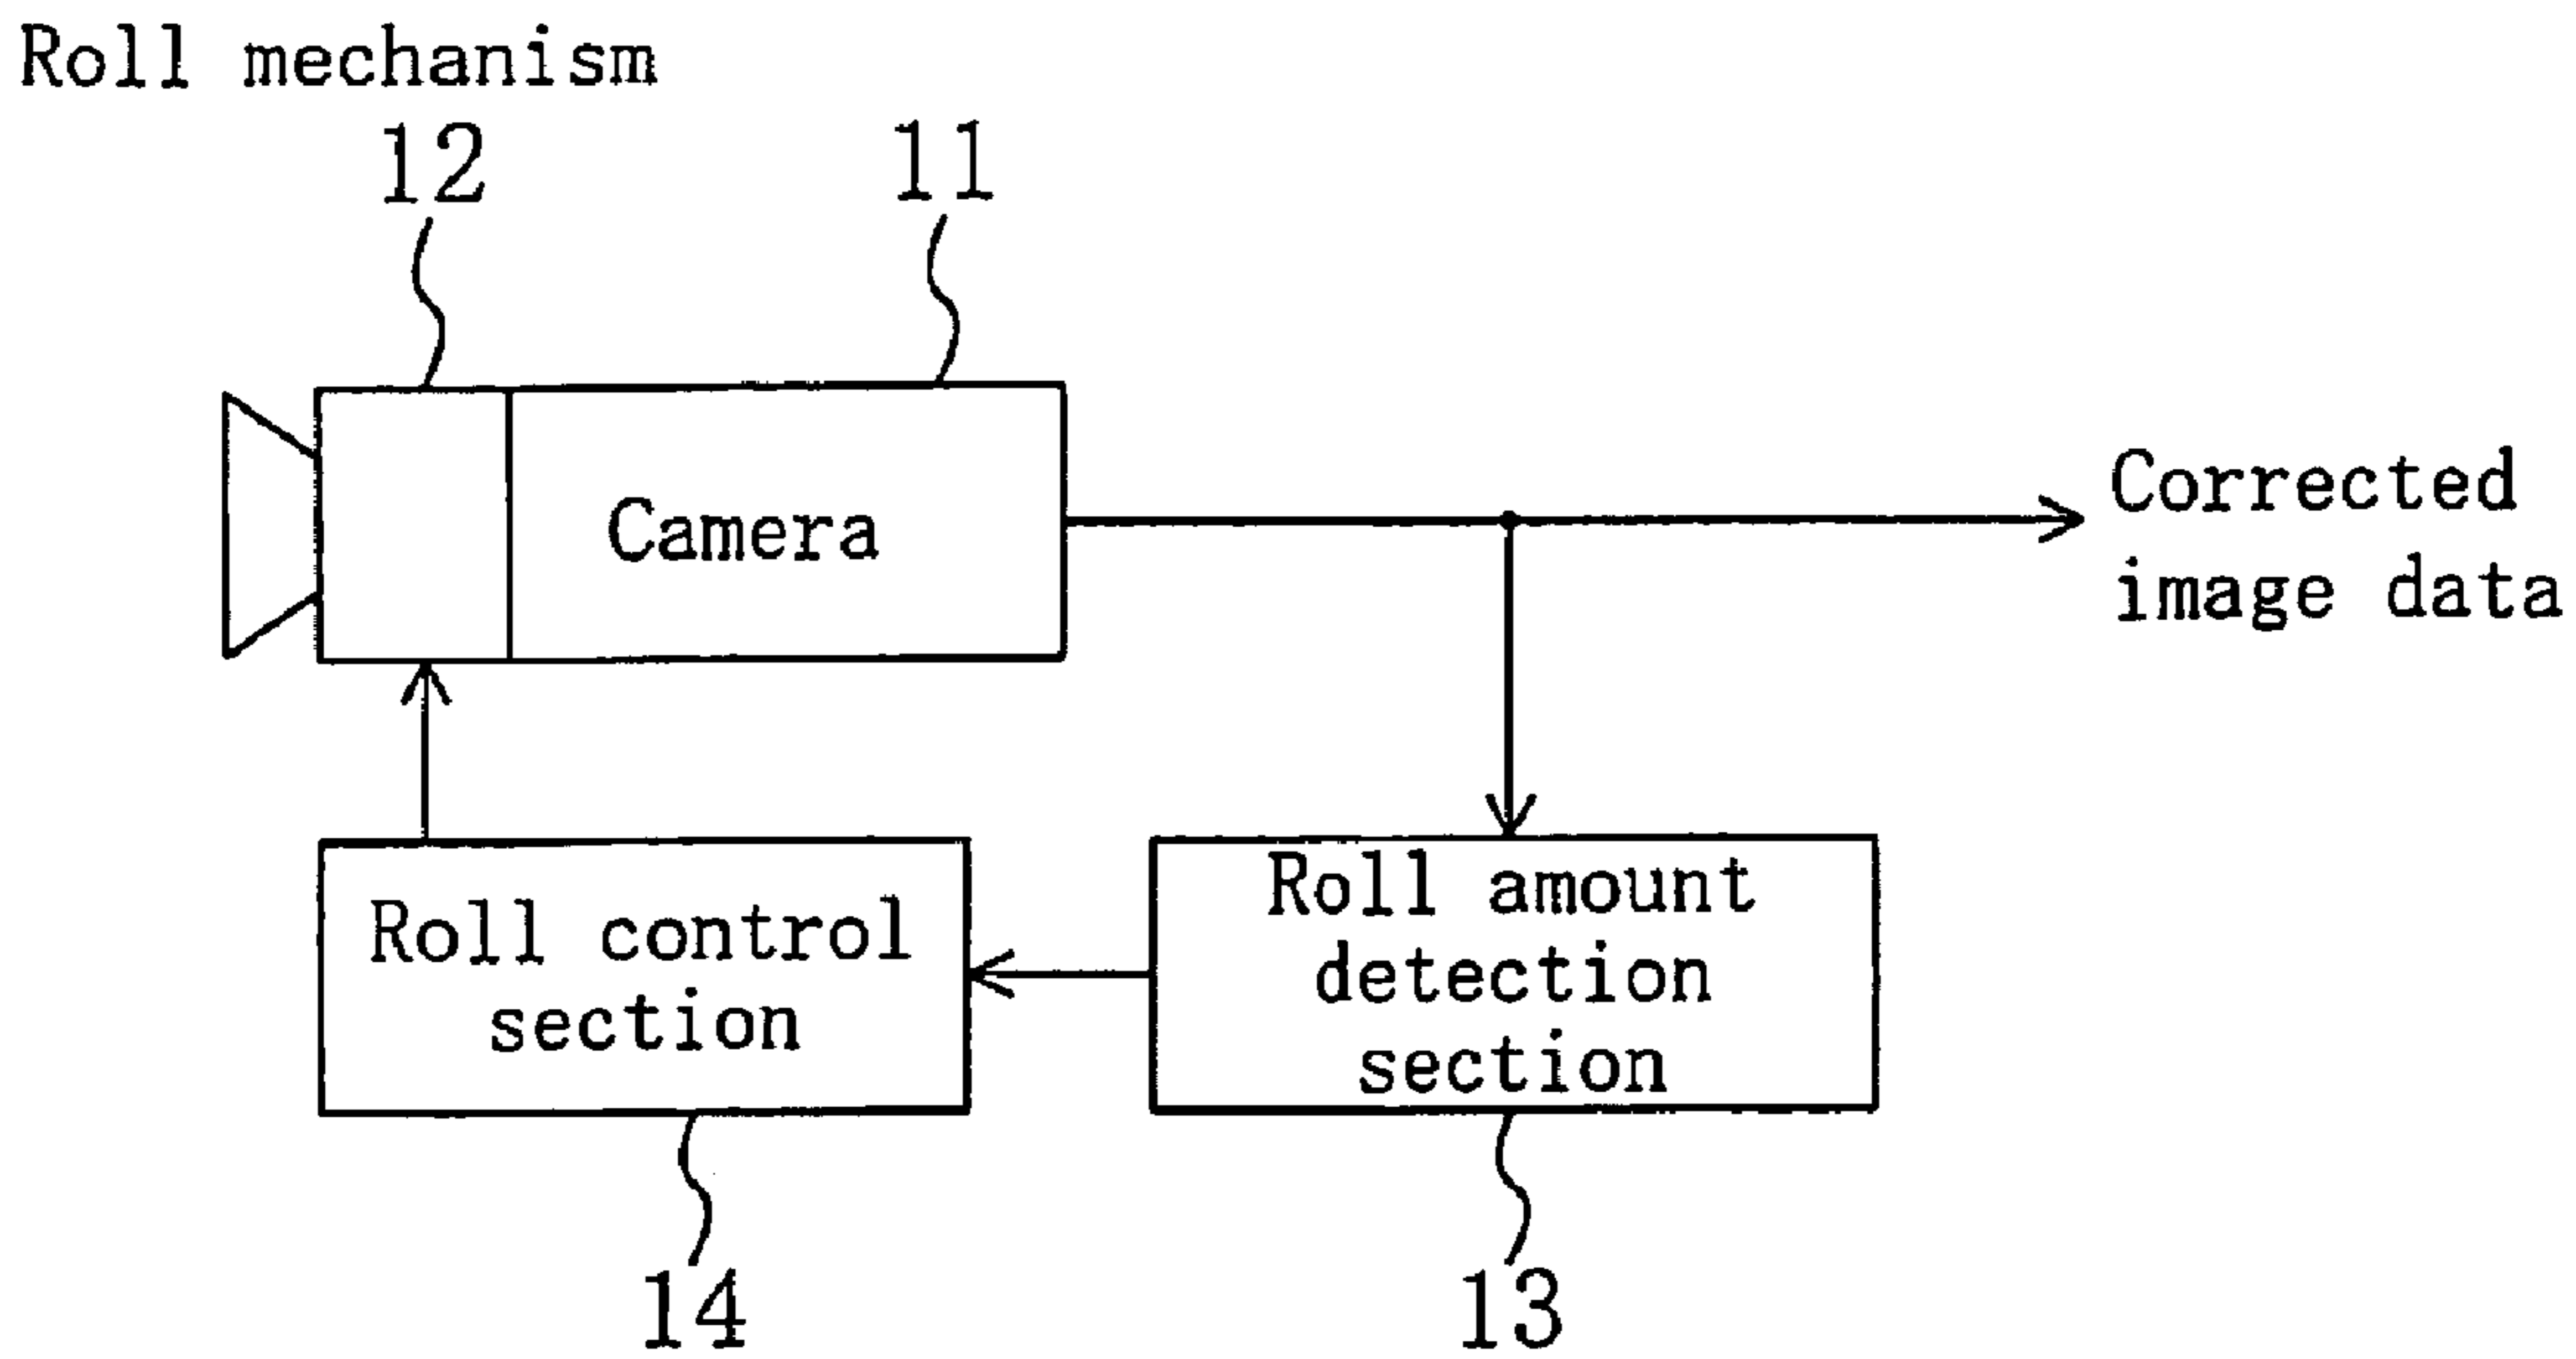 Roll mechanism
12
11
Camera
Corrected
image data
Roll control
section
Roll amount
detection
section
14
13